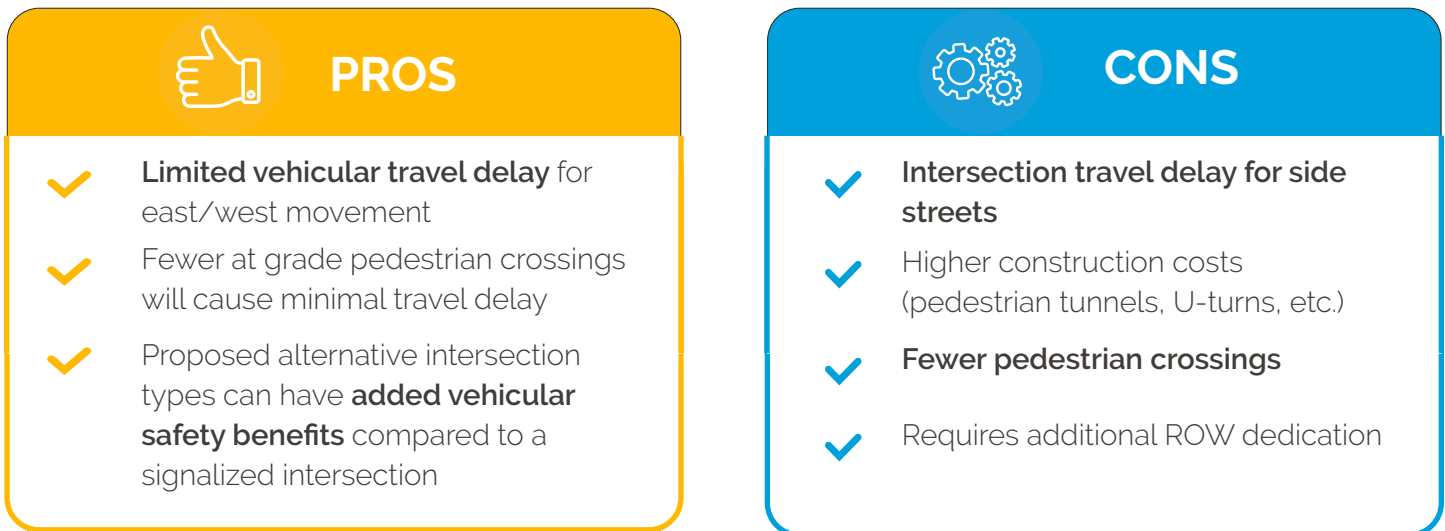 PROS
Limited vehicular travel delay for
east/west movement
Fewer at grade pedestrian crossings
will cause minimal travel delay
Proposed alternative intersection
types can have added vehicular
safety benefits compared to a
signalized intersection
CONS
Intersection travel delay for side
streets
Higher construction costs
(pedestrian tunnels, U-turns, etc.)
Fewer pedestrian crossings
Requires additional ROW dedication